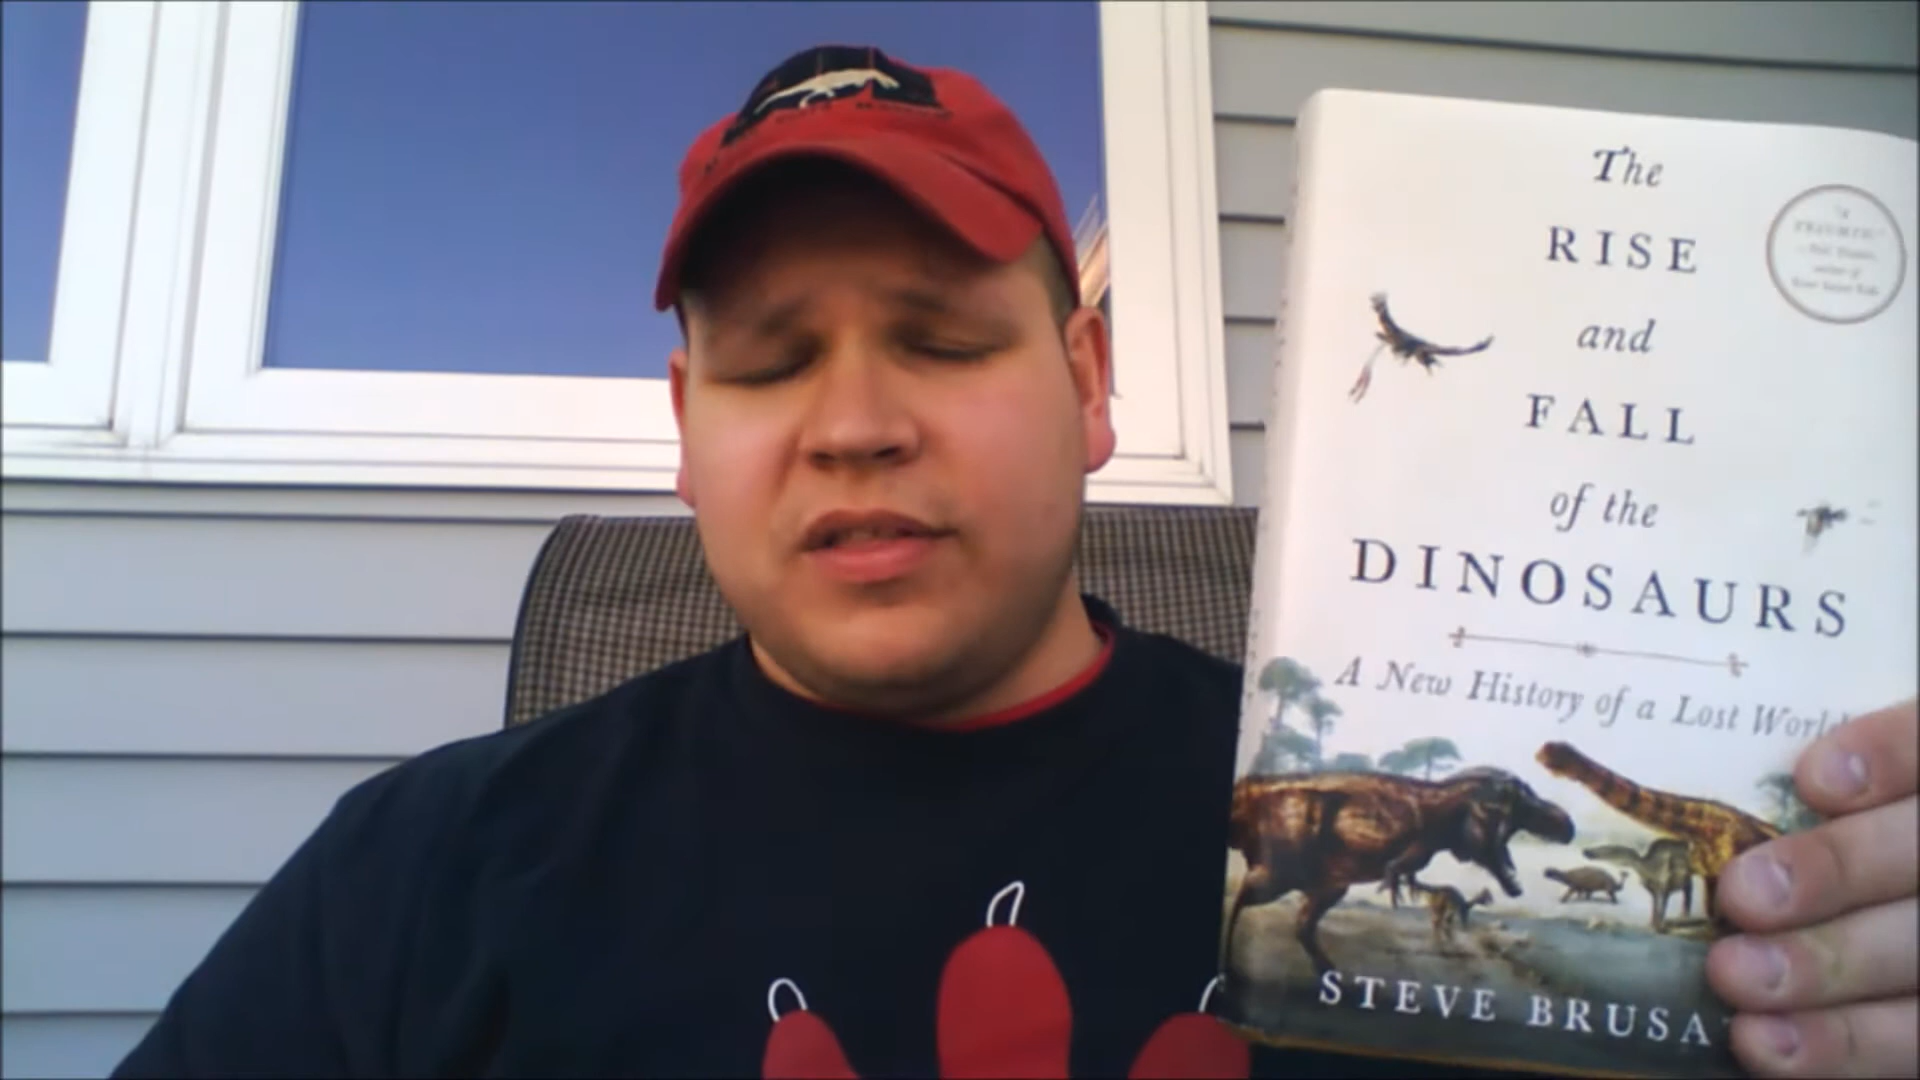 The
RISE
and
FALL
of the
DINOSAURS
A New History of a Lost World
STEVE BRUSA